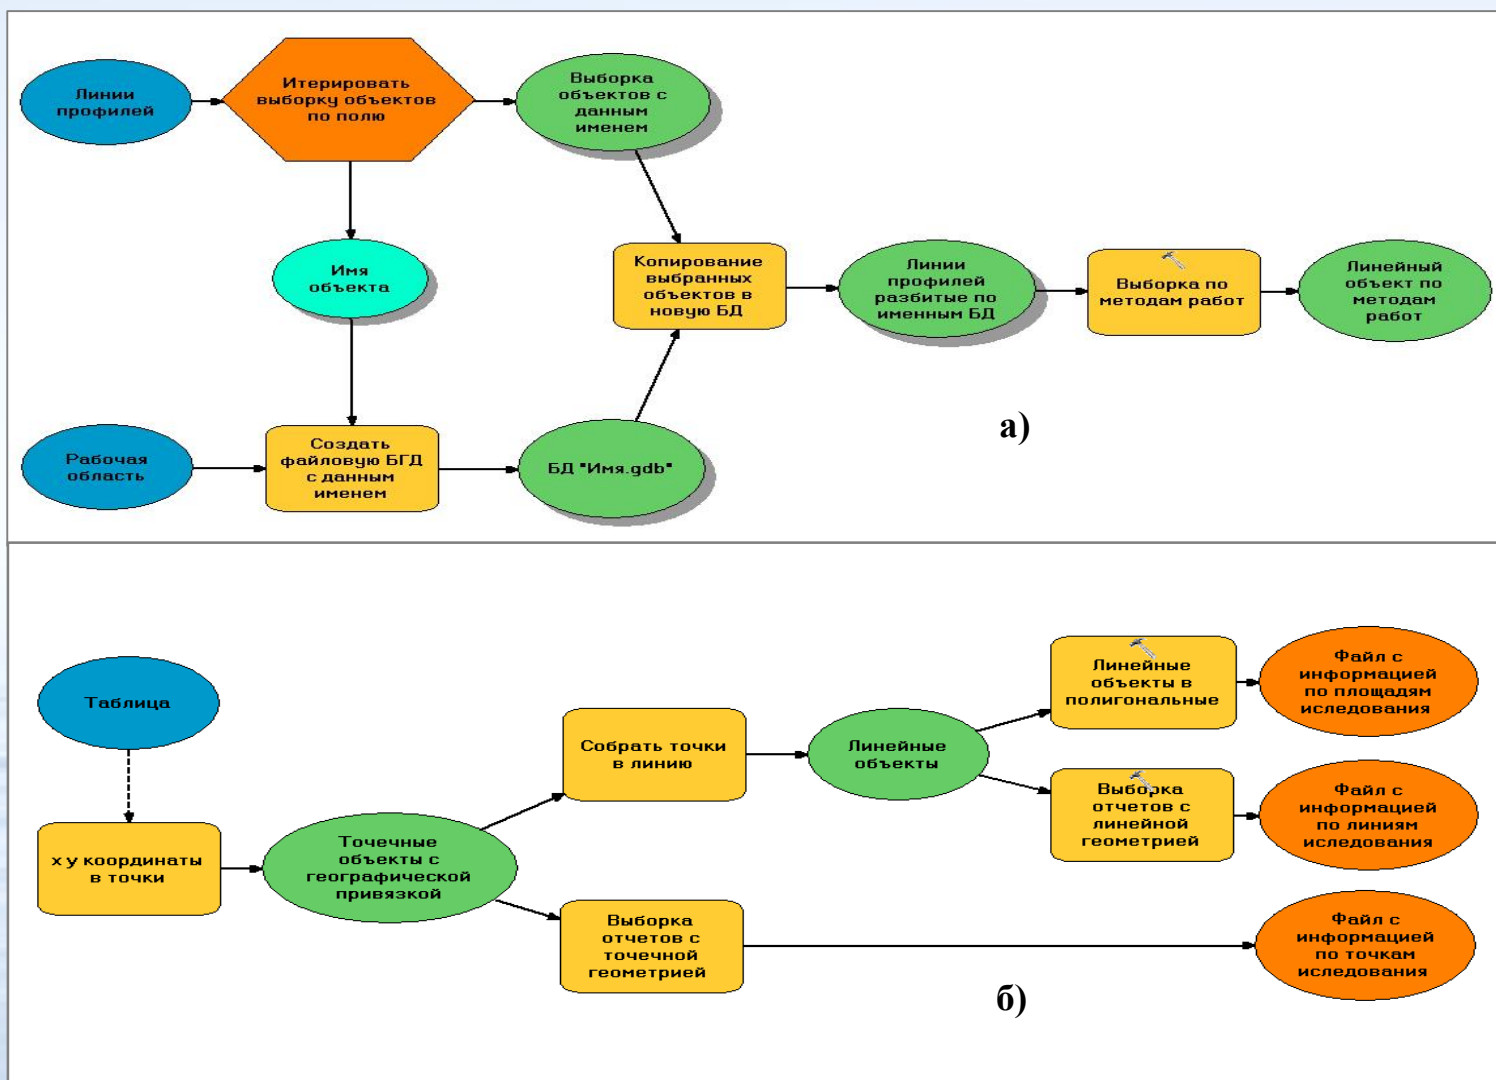 Линии
профилей
Итерировать
выборку объектов
по полю
Выборка
объектов с
данным
именем
Имя
объекта
Копирование
выбранных
объектов в
новую БД
Линии
профилей
разбитые по
именным БД
Выборка по
методам работ
Линейный
объект по
методам
работ
Рабочая
область
Создать
файловую БГД
с данным
именем
БД "Имя.gdb"
а)
Таблица
x y координаты
в точки
Точечные
объекты с
географической
привязкой
Собрать точки
в линию
Линейные
объекты
Линейные
объекты в
полигональные
Файл с
информацией
по площадям
иследования
Выборка
отчетов с
линейной
геометрией
Файл с
информацией
по линиям
иследования
Выборка
отчетов с
точечной
геометрией
Файл с
информацией
по точкам
иследования
б)